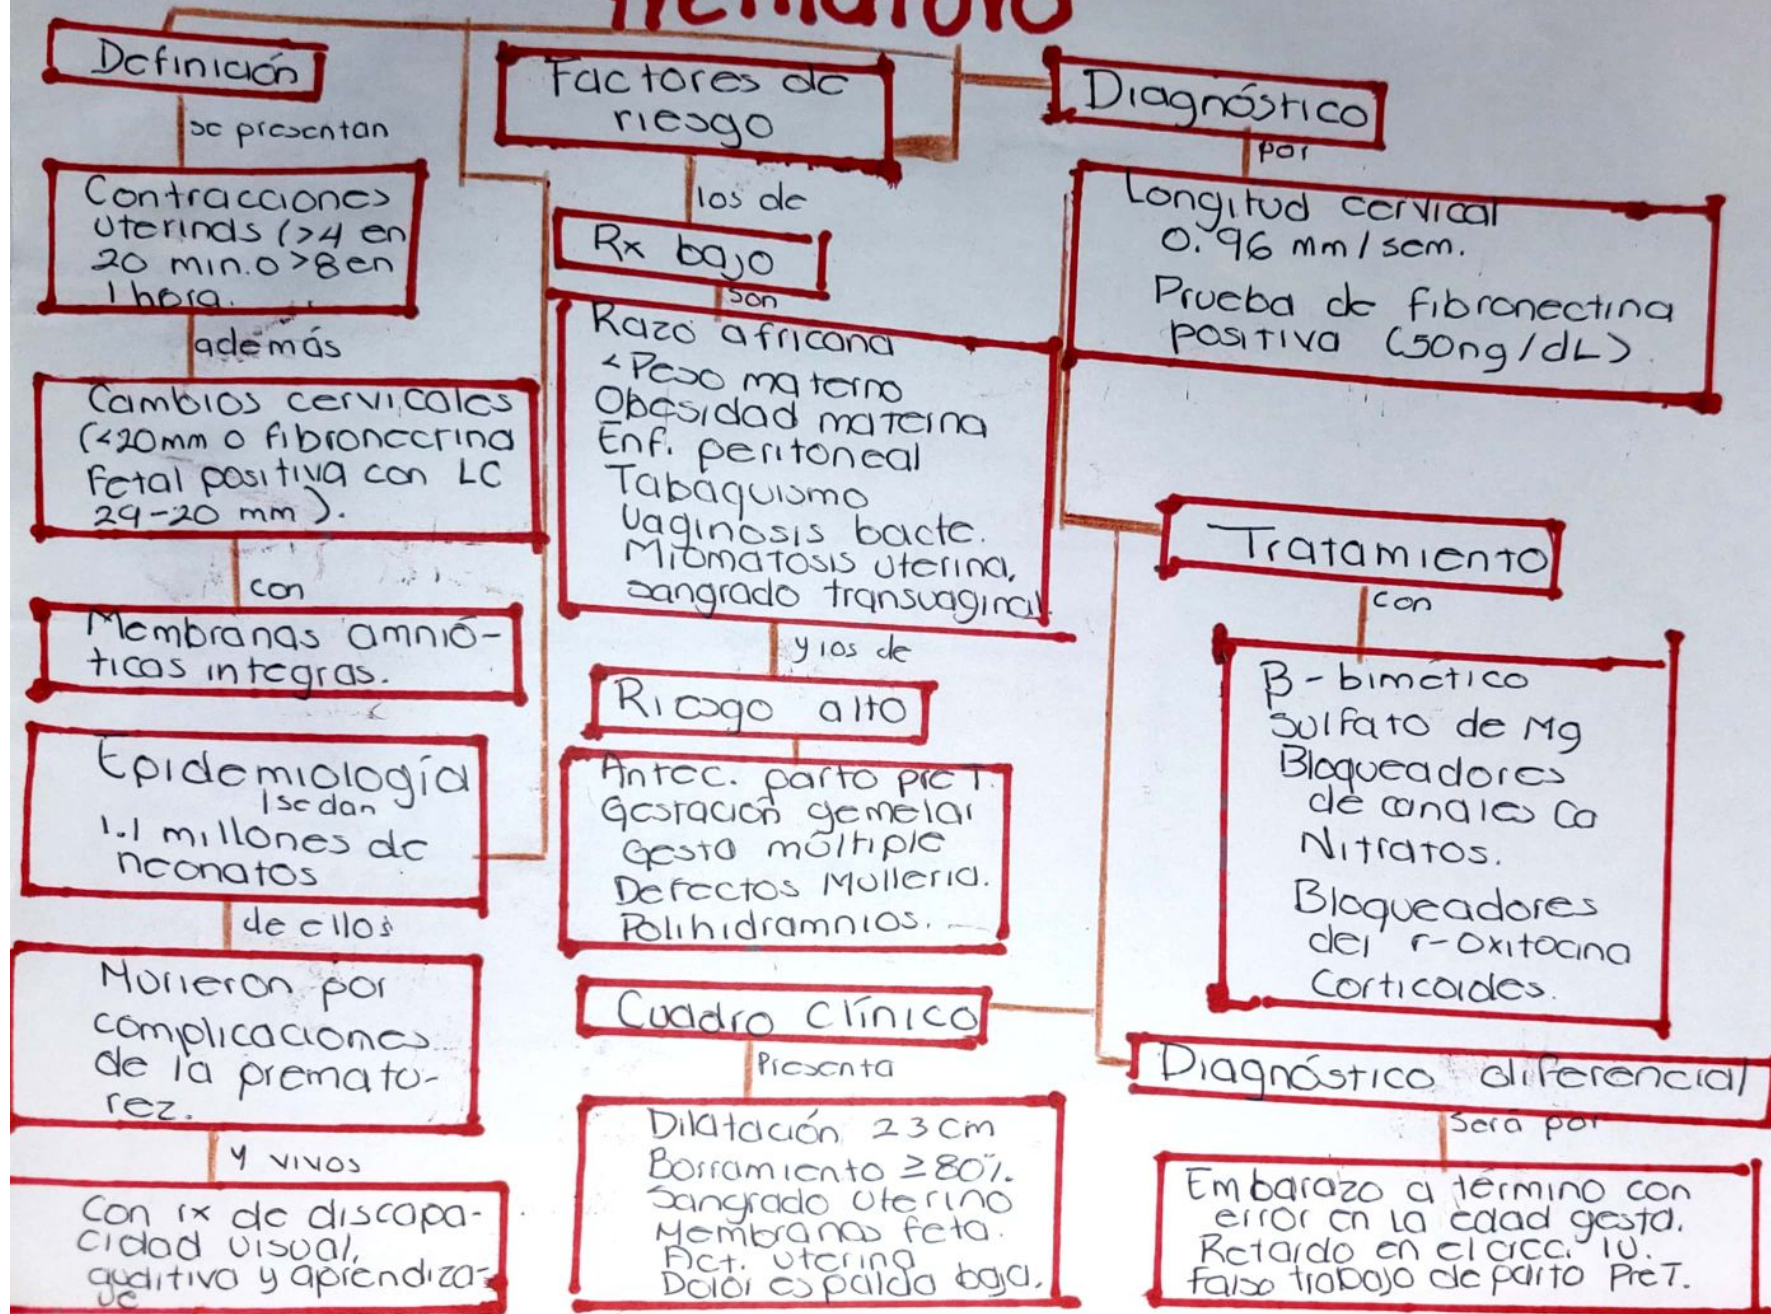 Prematuro
Definición
se presentan
Contracciones
uterinas (>4 en
20 min. o >8 en
1 hora.
además
Cambios cervicales
(<20mm o fibronectina
Fetal positiva con LC
29-20 mm).
con
Membranas amnió-
ticas integras.
Epidemiología
se dan
1.1 millones de
neonatos
de ellos
Murieron por
complicaciones
de la prematu-
rez.
y vivos
Con rx de discapa-
cidad visual,
auditiva y aprendiza-
je
Factores de
riesgo
los de
Rx bajo
son
Raza africana
<Peso materno
Obesidad materna
Enf. peritoneal
Tabaquismo
Vaginosis bacte.
Miomatosis uterina,
sangrado transvaginal.
y los de
Riesgo alto
Antec. parto preT.
Gestación gemelar
Gesta múltiple
Defectos Mulleria.
Polihidramnios.
Cuadro clínico
Presenta
Dilatación 23cm
Borramiento ≥80%.
Sangrado uterino
Membranas feta.
Act. uterina
Dolor espalda baja.
Diagnóstico
por
Longitud cervical
0.96 mm/sem.
Prueba de fibronectina
positiva (50ng/dL)
Tratamiento
con
B-bimético
Sulfato de Mg
Bloqueadores
de canales Ca
Nitratos.
Bloqueadores
del r-oxitocina
Corticoides.
Diagnóstico diferencial
Será por
Embarazo a término con
error en la edad gesta.
Retardo en el crec. IU.
Falso trabajo de parto PreT.